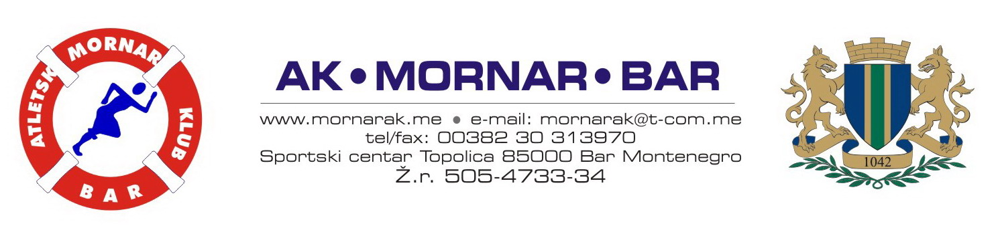 ATLETSK MORNAR KLUB
BAR
AK • MORNAR • BAR
www.mornarak.me • e-mail: mornarak@t-com.me
tel/fax: 00382 30 313970
Sportski centar Topolica 85000 Bar Montenegro
Ž.r. 505-4733-34
1042